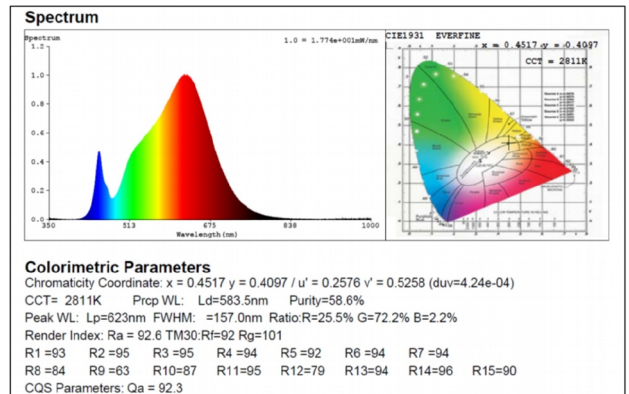 Spectrum
Spectrum
1.0 = 1.774e+001mW/nm
1.2
1.0
0.8
0.6
0.4
0.2
0.0
350 513 675 838 1000
Wavelength(nm)
CIE1931 EVERFINE
x = 0.4517 y = 0.4097
CCT = 2811K
Colorimetric Parameters
Chromaticity Coordinate: x = 0.4517 y = 0.4097 / u' = 0.2576 v' = 0.5258 (duv=4.24e-04)
CCT= 2811K Prcp WL: Ld=583.5nm Purity=58.6%
Peak WL: Lp=623nm FWHM: =157.0nm Ratio:R=25.5% G=72.2% B=2.2%
Render Index: Ra = 92.6 TM30:Rf=92 Rg=101
R1 =93 R2 =95 R3 =95 R4 =94 R5 =92 R6 =94 R7 =94
R8 =84 R9 =63 R10=87 R11=95 R12=79 R13=94 R14=96 R15=90
CQS Parameters: Qa = 92.3